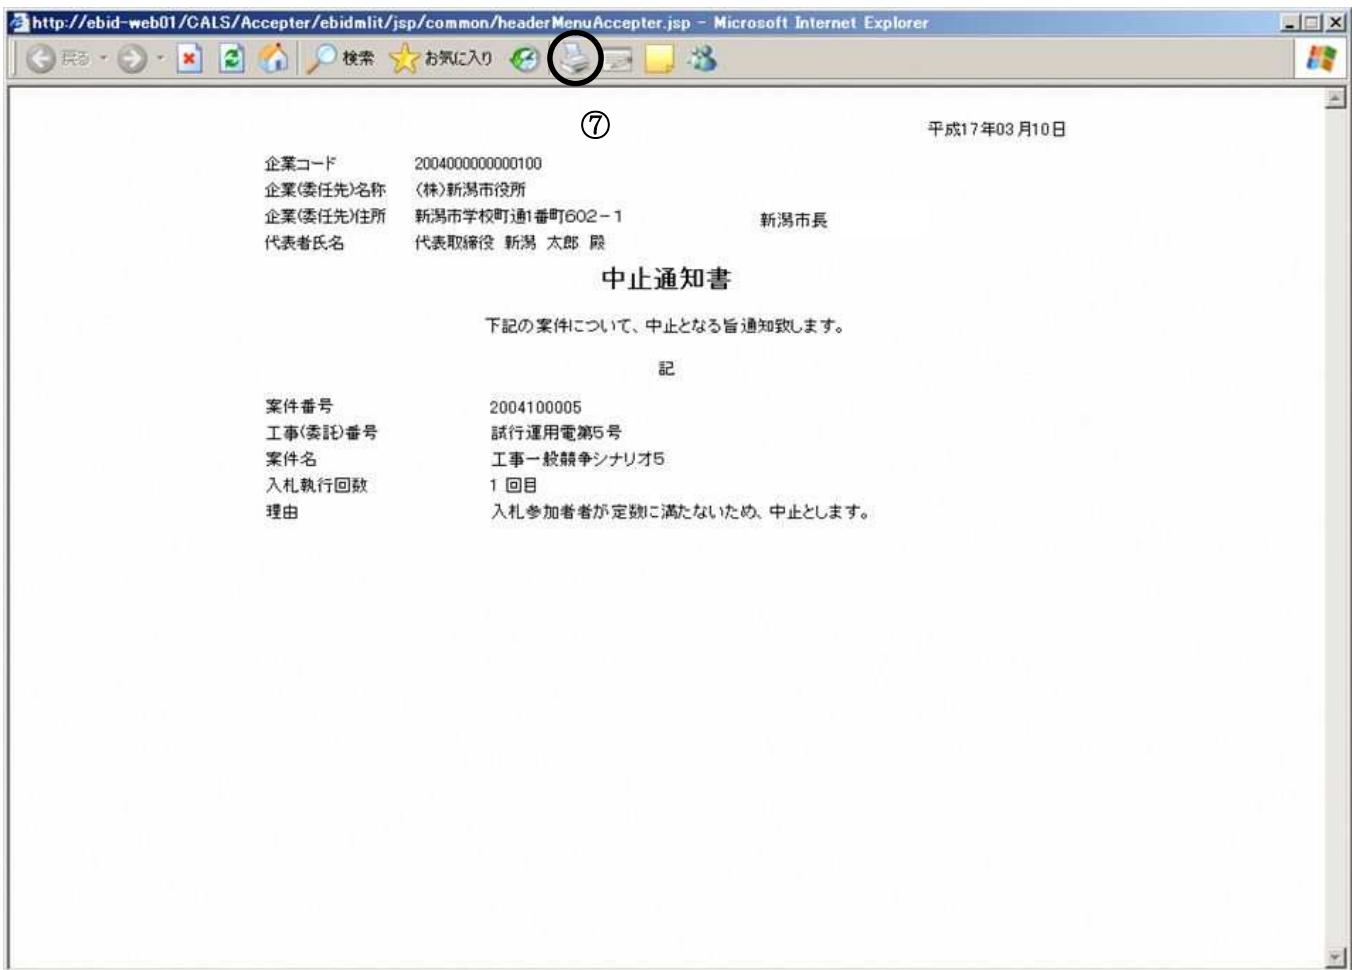 http://ebid-web01/CALS/Accepter/ebidmlit/jsp/common/headerMenuAccepter.jsp - Microsoft Internet Explorer
戻る 検索 お気に入り
⑦
平成17年03月10日
企業コード 2004000000000100
企業(委任先)名称 (株)新潟市役所
企業(委任先)住所 新潟市学校町通1番町602-1 新潟市長
代表者氏名 代表取締役 新潟 太郎 殿
中止通知書
下記の案件について、中止となる旨通知致します。
記
案件番号 2004100005
工事(委託)番号 試行運用電第5号
案件名 工事一般競争シナリオ5
入札執行回数 1 回目
理由 入札参加者者が定数に満たないため、中止とします。